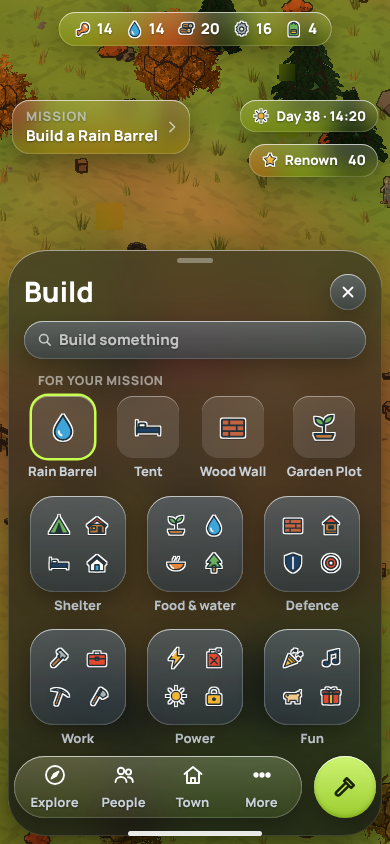 14 14 20 16 4
MISSION
Build a Rain Barrel
Day 38 · 14:20
Renown 40
Build
Build something
FOR YOUR MISSION
Rain Barrel Tent Wood Wall Garden Plot
Shelter Food & water Defence
Work Power Fun
Explore People Town More